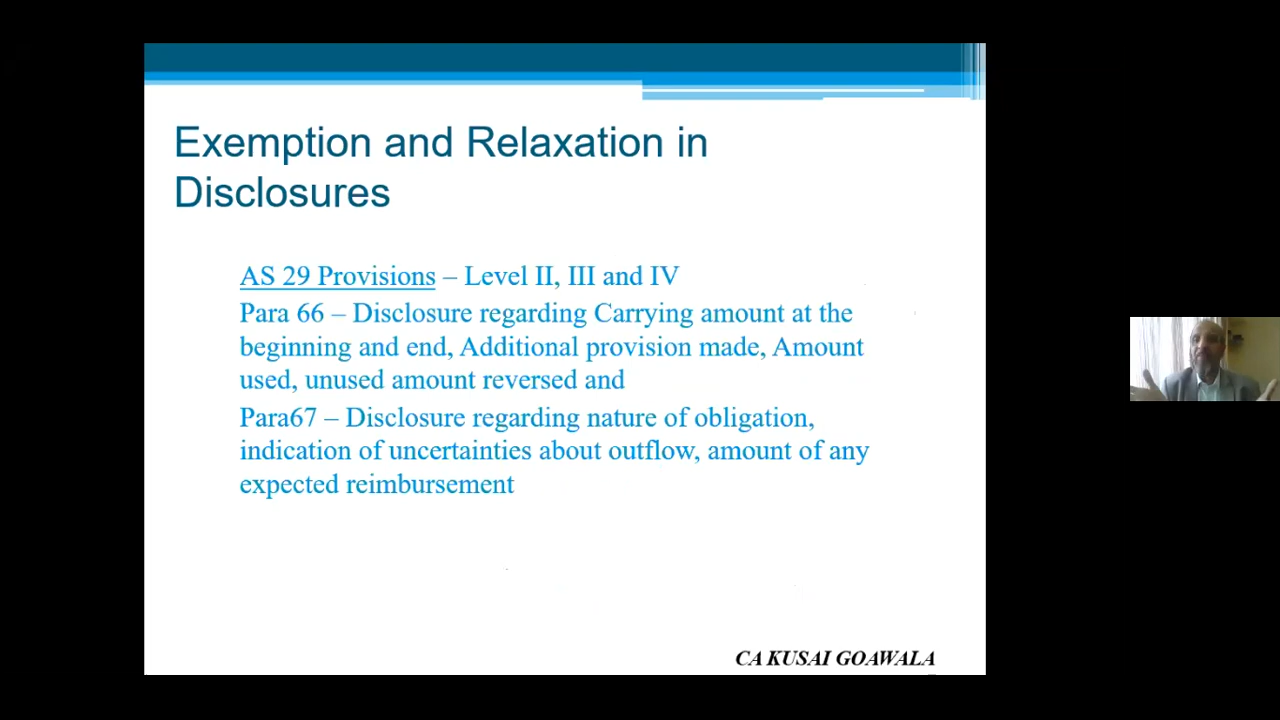 Exemption and Relaxation in
Disclosures
AS 29 Provisions – Level II, III and IV
Para 66 – Disclosure regarding Carrying amount at the
beginning and end, Additional provision made, Amount
used, unused amount reversed and
Para67 – Disclosure regarding nature of obligation,
indication of uncertainties about outflow, amount of any
expected reimbursement
CA KUSAI GOAWALA